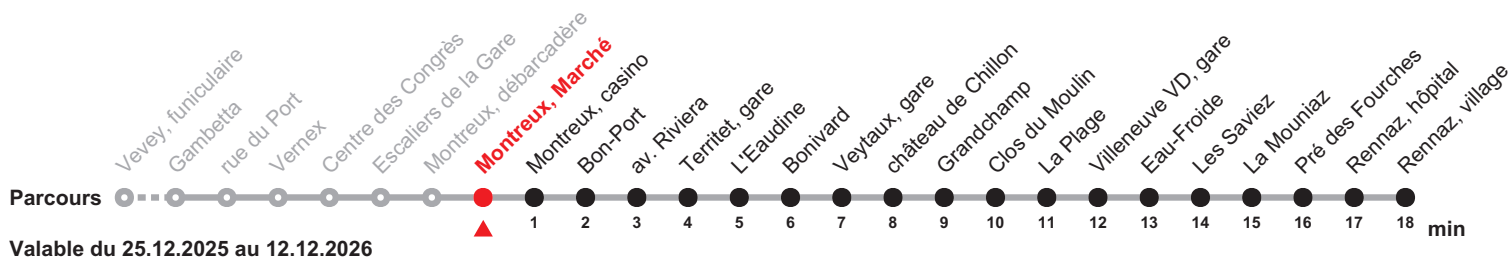 Vevey, funiculaire
Gambetta
rue du Port
Vernex
Centre des Congrès
Escaliers de la Gare
Montreux, débarcadère
Montreux, Marché
Montreux, casino
Bon-Port
av. Riviera
Territet, gare
L'Eaudine
Bonivard
Veytaux, gare
château de Chillon
Grandchamp
Clos du Moulin
La Plage
Villeneuve VD, gare
Eau-Froide
Les Saviez
La Mouniaz
Pré des Fourches
Rennaz, hôpital
Rennaz, village
Parcours
1 2 3 4 5 6 7 8 9 10 11 12 13 14 15 16 17 18 min
Valable du 25.12.2025 au 12.12.2026